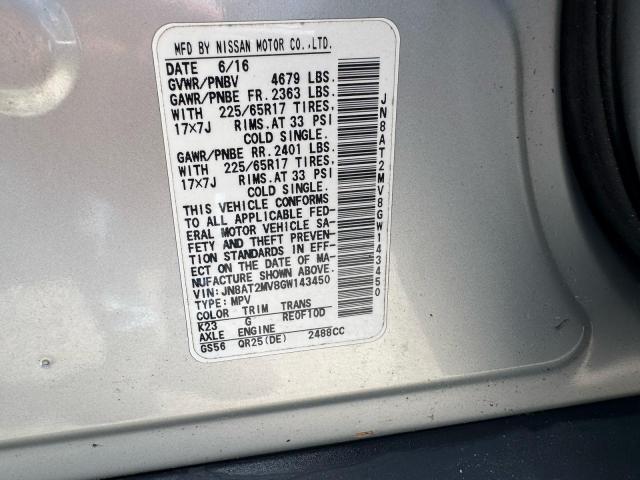 MFD BY NISSAN MOTOR CO.,LTD.
DATE 6/16
GVWR/PNBV 4679 LBS.
GAWR/PNBE FR. 2363 LBS.
WITH 225/65R17 TIRES,
17×7J RIMS.AT 33 PSI
COLD SINGLE.
GAWR/PNBE RR. 2401 LBS.
WITH 225/65R17 TIRES,
17×7J RIMS.AT 33 PSI
COLD SINGLE.
THIS VEHICLE CONFORMS
TO ALL APPLICABLE FED-
ERAL MOTOR VEHICLE SA-
FETY AND THEFT PREVEN-
TION STANDARDS IN EFF-
ECT ON THE DATE OF MA-
NUFACTURE SHOWN ABOVE.
VIN: JN8AT2MV8GW143450
TYPE: MPV
COLOR TRIM TRANS
K23 G RE0F10D
AXLE ENGINE
GS56 QR25(DE) 2488CC
JN8AT2MV8GW143450